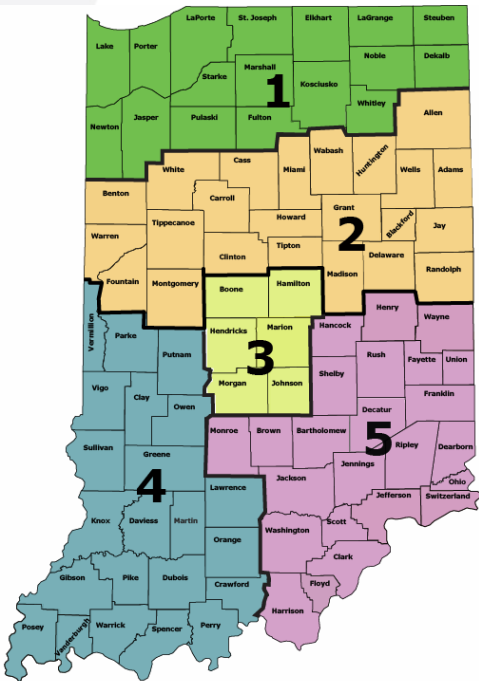 LaPorte
St. Joseph
Elkhart
LaGrange
Steuben
Lake
Porter
Noble
Dekalb
Starke
Marshall
Kosciusko
1
Whitley
Newton
Jasper
Pulaski
Fulton
Allen
White
Cass
Miami
Wabash
Huntington
Wells
Adams
Benton
Carroll
Tippecanoe
Howard
Grant
Blackford
Jay
Warren
2
Clinton
Tipton
Delaware
Madison
Randolph
Fountain
Montgomery
Boone
Hamilton
Vermillion
Parke
Putnam
Hendricks
Marion
Hancock
Henry
Wayne
3
Rush
Fayette
Union
Shelby
Vigo
Clay
Owen
Morgan
Johnson
Franklin
Decatur
Sullivan
Greene
Monroe
Brown
Bartholomew
5
Ripley
Dearborn
Jennings
4
Lawrence
Jackson
Ohio
Jefferson
Switzerland
Knox
Daviess
Martin
Orange
Washington
Scott
Clark
Gibson
Pike
Dubois
Crawford
Floyd
Harrison
Posey
Vanderburgh
Warrick
Spencer
Perry